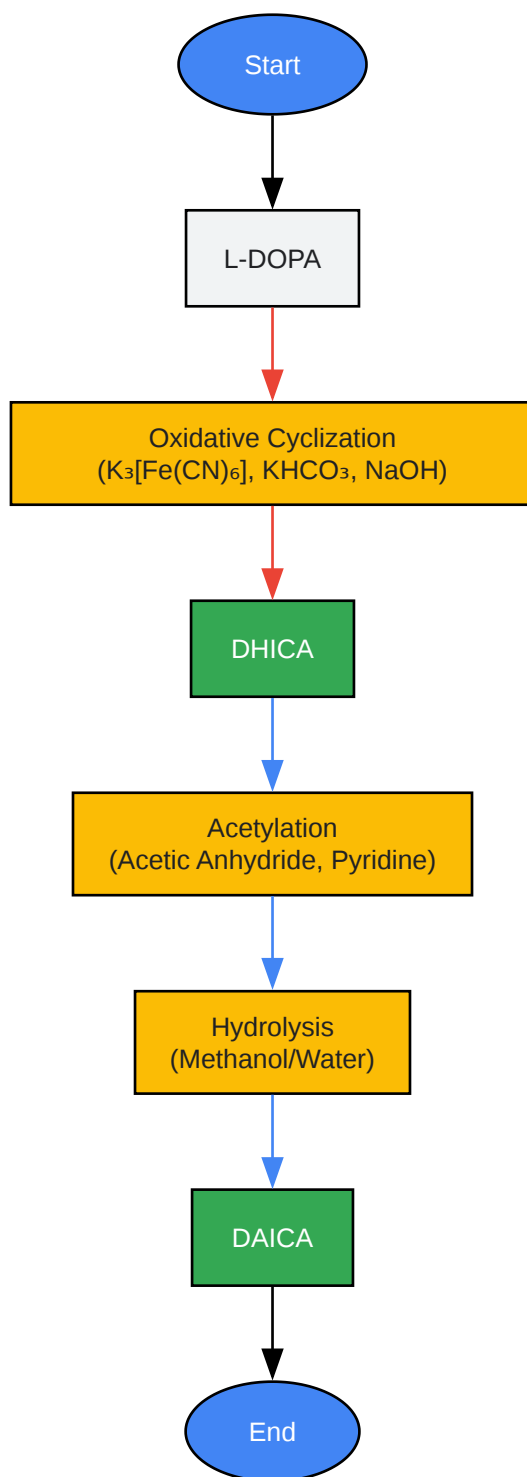 Start
L-DOPA
Oxidative Cyclization
(K₃[Fe(CN)₆], KHCO₃, NaOH)
DHICA
Acetylation
(Acetic Anhydride, Pyridine)
Hydrolysis
(Methanol/Water)
DAICA
End